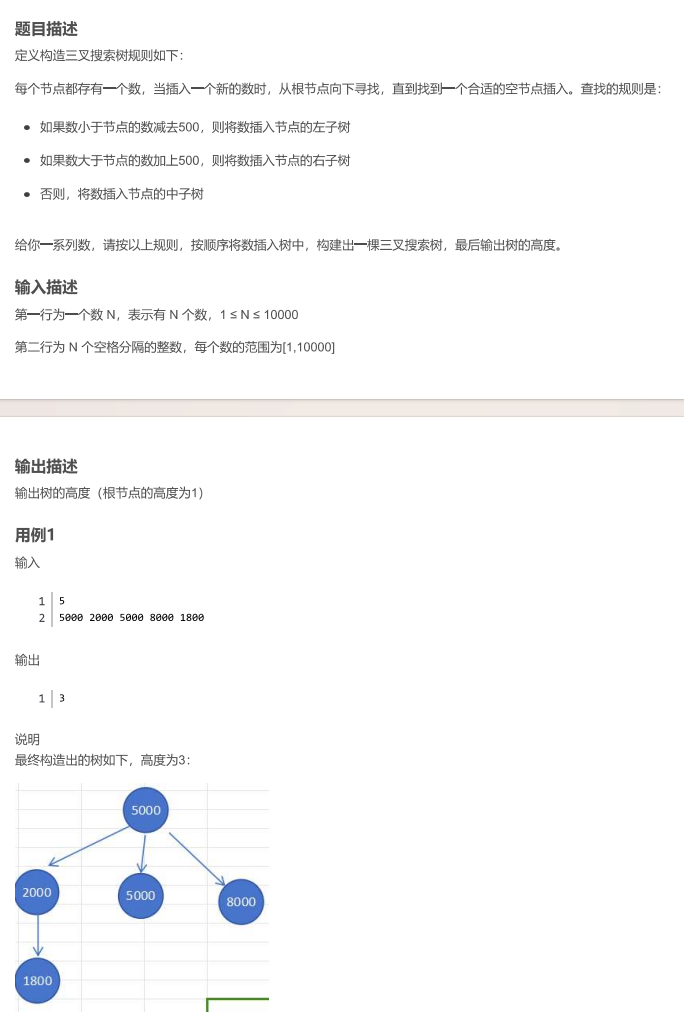 题目描述
定义构造三叉搜索树规则如下：
每个节点都存有一个数，当插入一个新的数时，从根节点向下寻找，直到找到一个合适的空节点插入。查找的规则是：
● 如果数小于节点的数减去500，则将数插入节点的左子树
● 如果数大于节点的数加上500，则将数插入节点的右子树
● 否则，将数插入节点的中子树
给你一系列数，请按以上规则，按顺序将数插入树中，构建出一棵三叉搜索树，最后输出树的高度。
输入描述
第一行为一个数 N，表示有 N 个数，1 ≤ N ≤ 10000
第二行为 N 个空格分隔的整数，每个数的范围为[1,10000]
输出描述
输出树的高度（根节点的高度为1）
用例1
输入
1 5
2 5000 2000 5000 8000 1800
输出
1 3
说明
最终构造出的树如下，高度为3：
5000
2000 5000 8000
1800